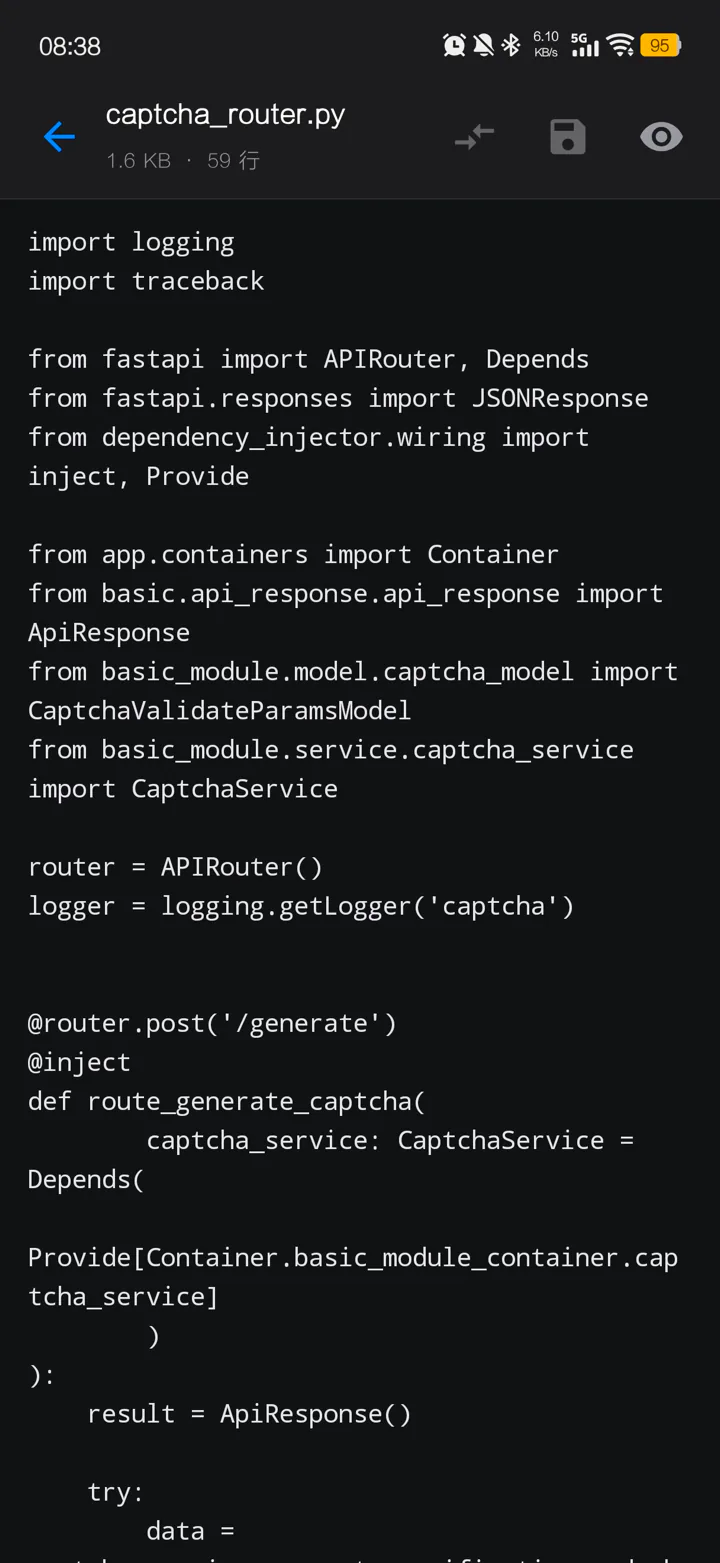 08:38
6.10
KB/s
5G
95
captcha_router.py
1.6 KB · 59 行
import logging
import traceback
from fastapi import APIRouter, Depends
from fastapi.responses import JSONResponse
from dependency_injector.wiring import
inject, Provide
from app.containers import Container
from basic.api_response.api_response import
ApiResponse
from basic_module.model.captcha_model import
CaptchaValidateParamsModel
from basic_module.service.captcha_service
import CaptchaService
router = APIRouter()
logger = logging.getLogger('captcha')
@router.post('/generate')
@inject
def route_generate_captcha(
captcha_service: CaptchaService =
Depends(
Provide[Container.basic_module_container.cap
tcha_service]
)
):
result = ApiResponse()
try:
data =